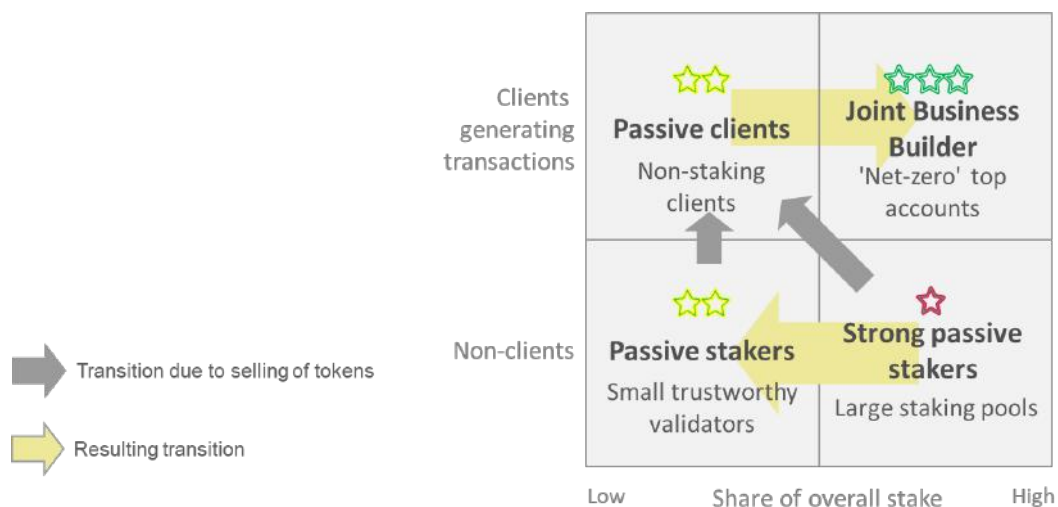 Clients
generating
transactions
Passive clients
Non-staking
clients
Joint Business
Builder
'Net-zero' top
accounts
Non-clients
Passive stakers
Small trustworthy
validators
Strong passive
stakers
Large staking pools
Transition due to selling of tokens
Resulting transition
Low
Share of overall stake
High